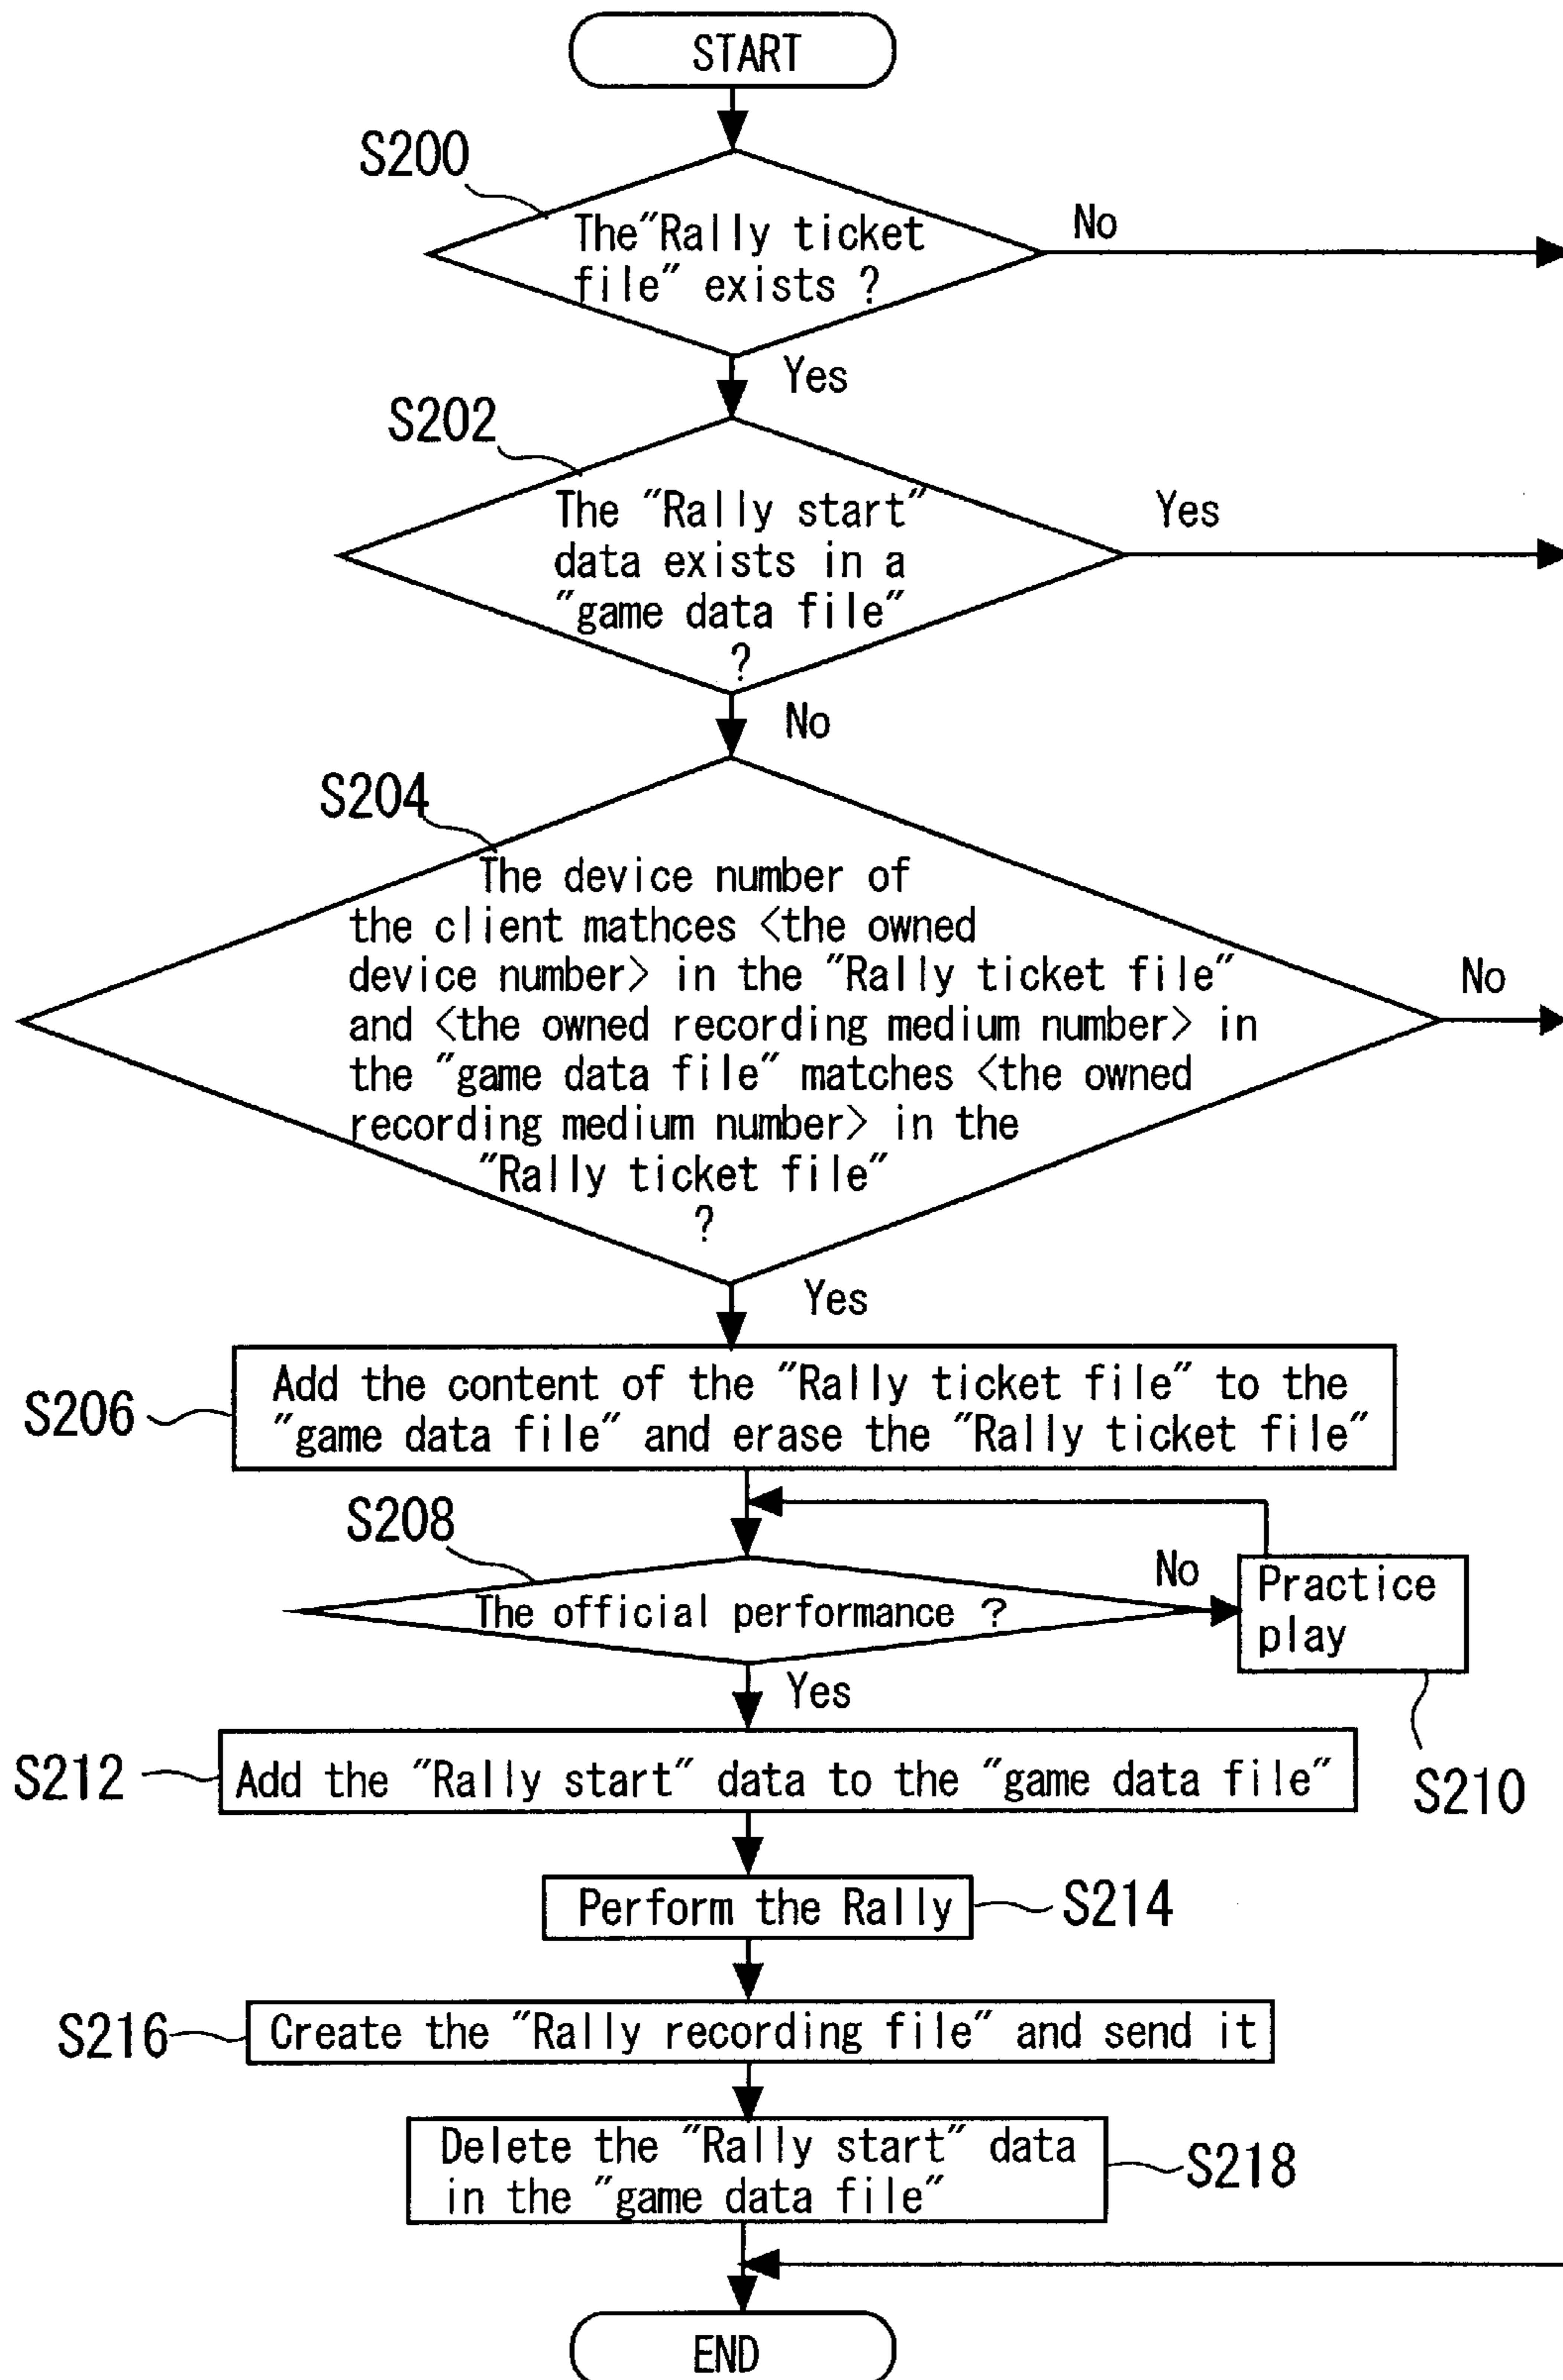 START
S200
The"Rally ticket
file" exists ?
No
Yes
S202
The "Rally start"
data exists in a
"game data file"
?
Yes
No
S204
The device number of
the client mathces <the owned
device number> in the "Rally ticket file"
and <the owned recording medium number> in
the "game data file" matches <the owned
recording medium number> in the
"Rally ticket file"
?
No
Yes
S206
Add the content of the "Rally ticket file" to the
"game data file" and erase the "Rally ticket file"
S208
The official performance ?
No
Practice
play
Yes
S210
S212
Add the "Rally start" data to the "game data file"
Perform the Rally
S214
S216
Create the "Rally recording file" and send it
Delete the "Rally start" data
in the "game data file"
S218
END